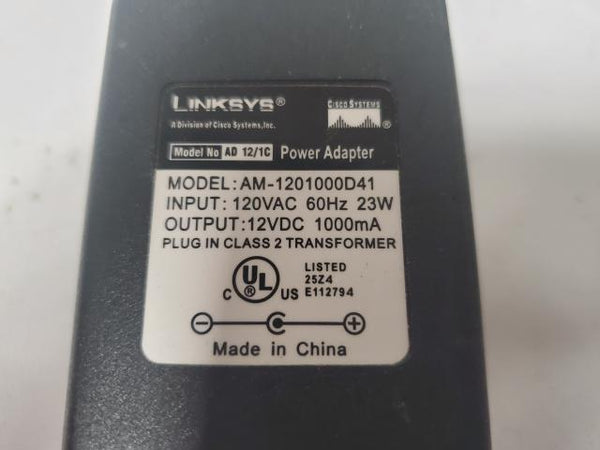 LINKSYS®
A Division of Cisco Systems, Inc.
CISCO SYSTEMS
®
Model No AD 12/1C Power Adapter
MODEL:AM-1201000D41
INPUT: 120VAC 60Hz 23W
OUTPUT:12VDC 1000mA
PLUG IN CLASS 2 TRANSFORMER
C UL ® US
LISTED
25Z4
E112794
Made in China